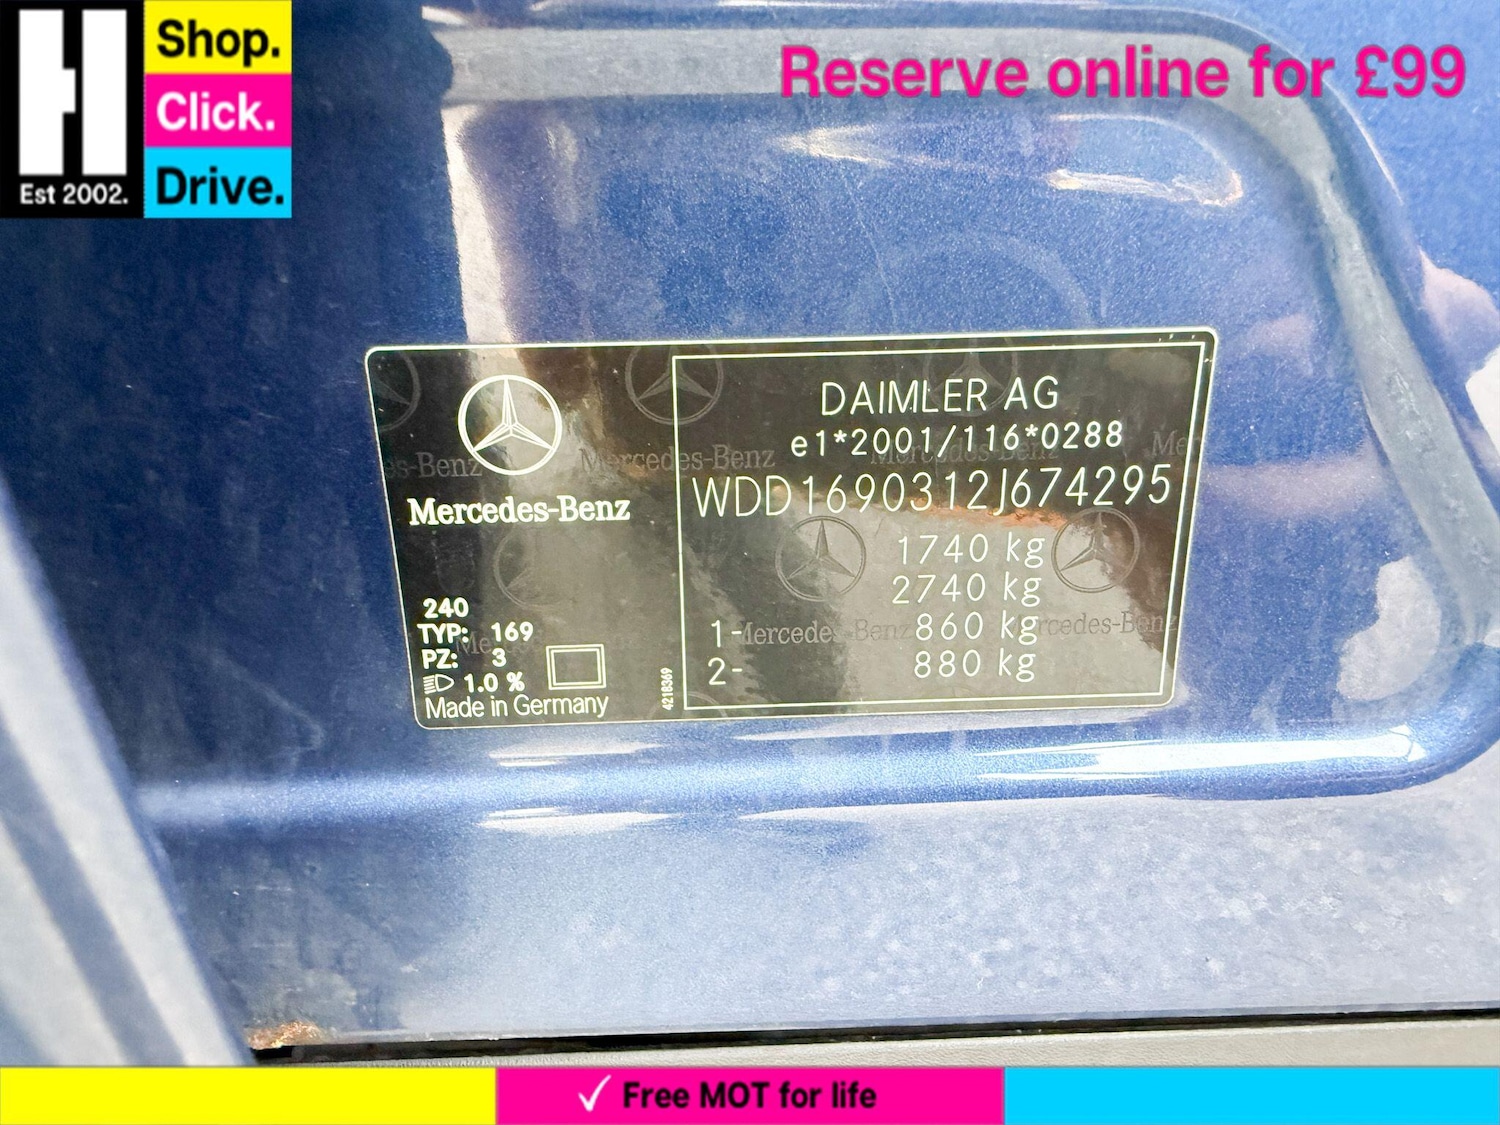 Shop.
Click.
Drive.
Est 2002.
Reserve online for £99
Mercedes-Benz
240
TYP: 169
PZ: 3
1.0 %
Made in Germany
4218369
DAIMLER AG
e1*2001/116*0288
WDD1690312J674295
1740 kg
2740 kg
1- 860 kg
2- 880 kg
Free MOT for life